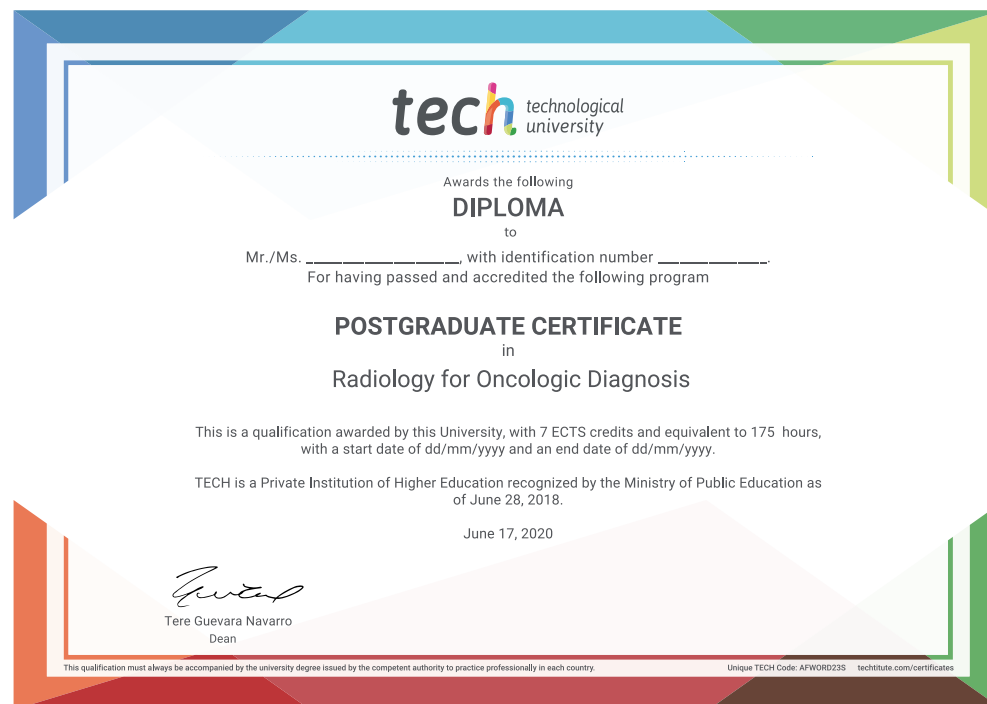 tech technological
university
Awards the following
DIPLOMA
to
Mr./Ms. ____________________, with identification number ______________.
For having passed and accredited the following program
POSTGRADUATE CERTIFICATE
in
Radiology for Oncologic Diagnosis
This is a qualification awarded by this University, with 7 ECTS credits and equivalent to 175 hours,
with a start date of dd/mm/yyyy and an end date of dd/mm/yyyy.
TECH is a Private Institution of Higher Education recognized by the Ministry of Public Education as
of June 28, 2018.
June 17, 2020
Tere Guevara Navarro
Dean
This qualification must always be accompanied by the university degree issued by the competent authority to practice professionally in each country.
Unique TECH Code: AFWORD23S techtitute.com/certificates